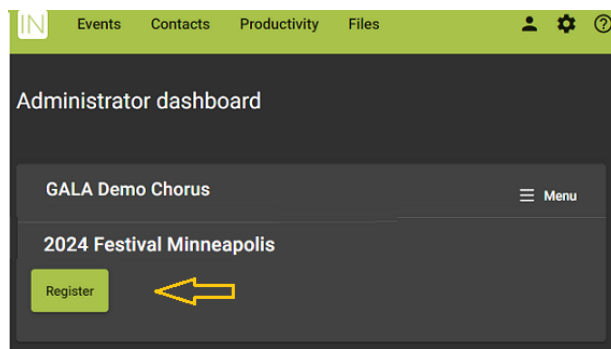 IN Events Contacts Productivity Files
Administrator dashboard
GALA Demo Chorus
Menu
2024 Festival Minneapolis
Register